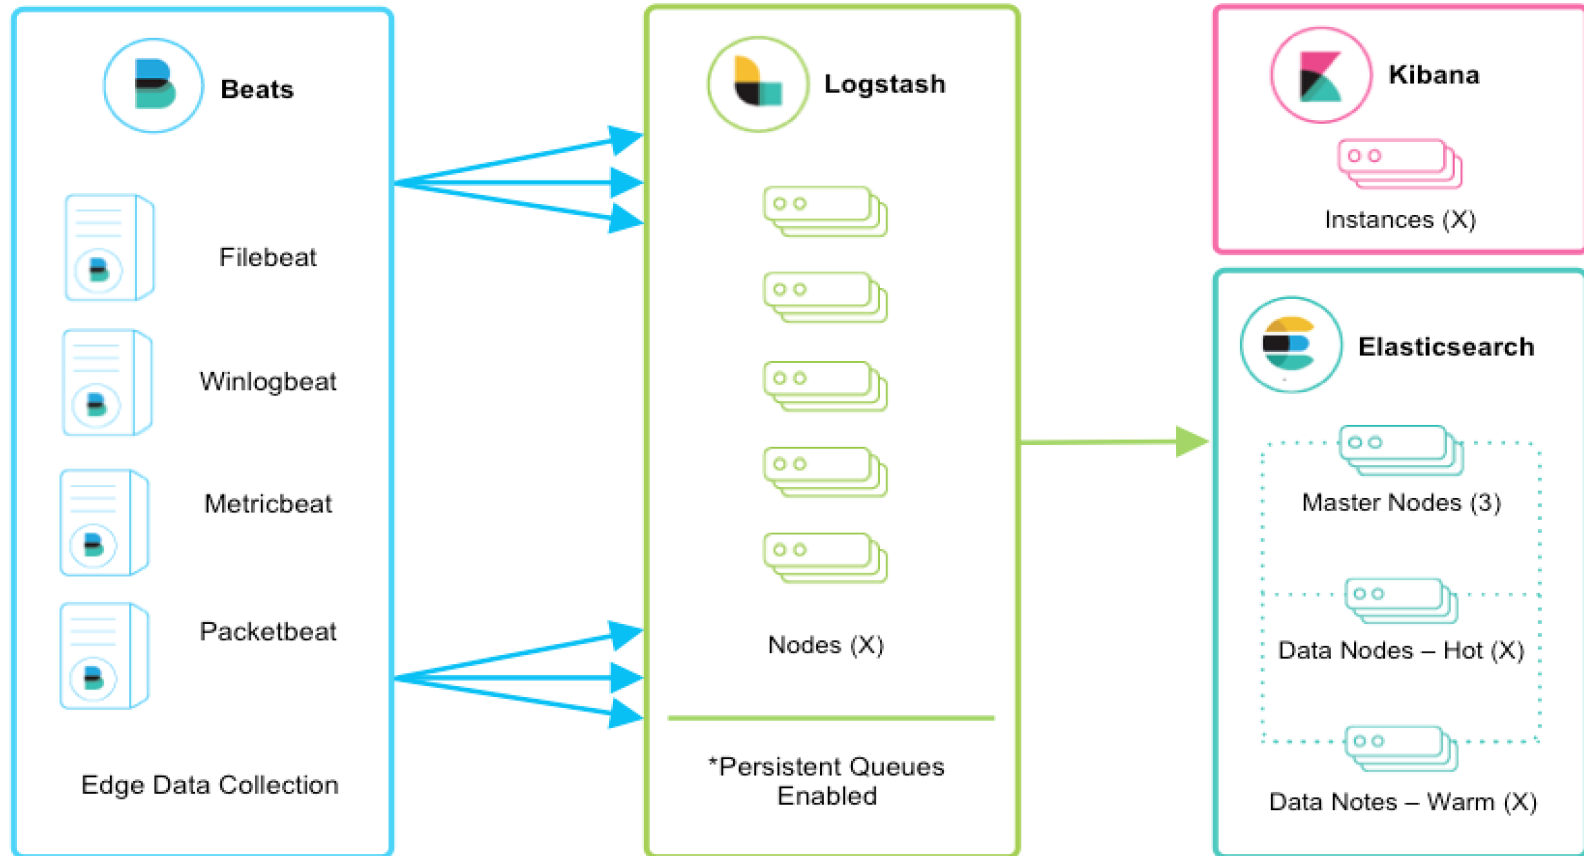 Beats
Filebeat
Winlogbeat
Metricbeat
Packetbeat
Edge Data Collection
Logstash
Nodes (X)
*Persistent Queues
Enabled
Kibana
Instances (X)
Elasticsearch
Master Nodes (3)
Data Nodes – Hot (X)
Data Notes – Warm (X)